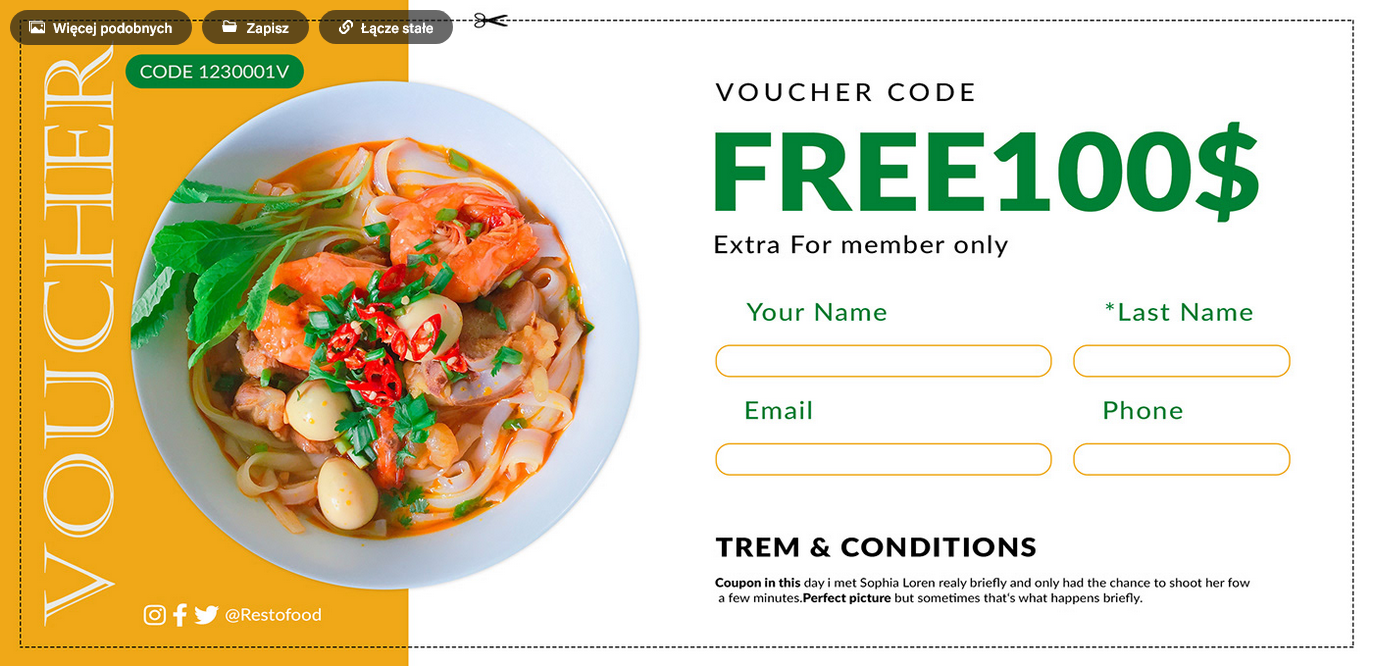 Więcej podobnych
Zapisz
Łącze stałe
VOUCHER
CODE 1230001V
@Restofood
VOUCHER CODE
FREE100$
Extra For member only
Your Name
*Last Name
Email
Phone
TREM & CONDITIONS
Coupon in this day i met Sophia Loren realy briefly and only had the chance to shoot her fow
a few minutes.Perfect picture but sometimes that's what happens briefly.